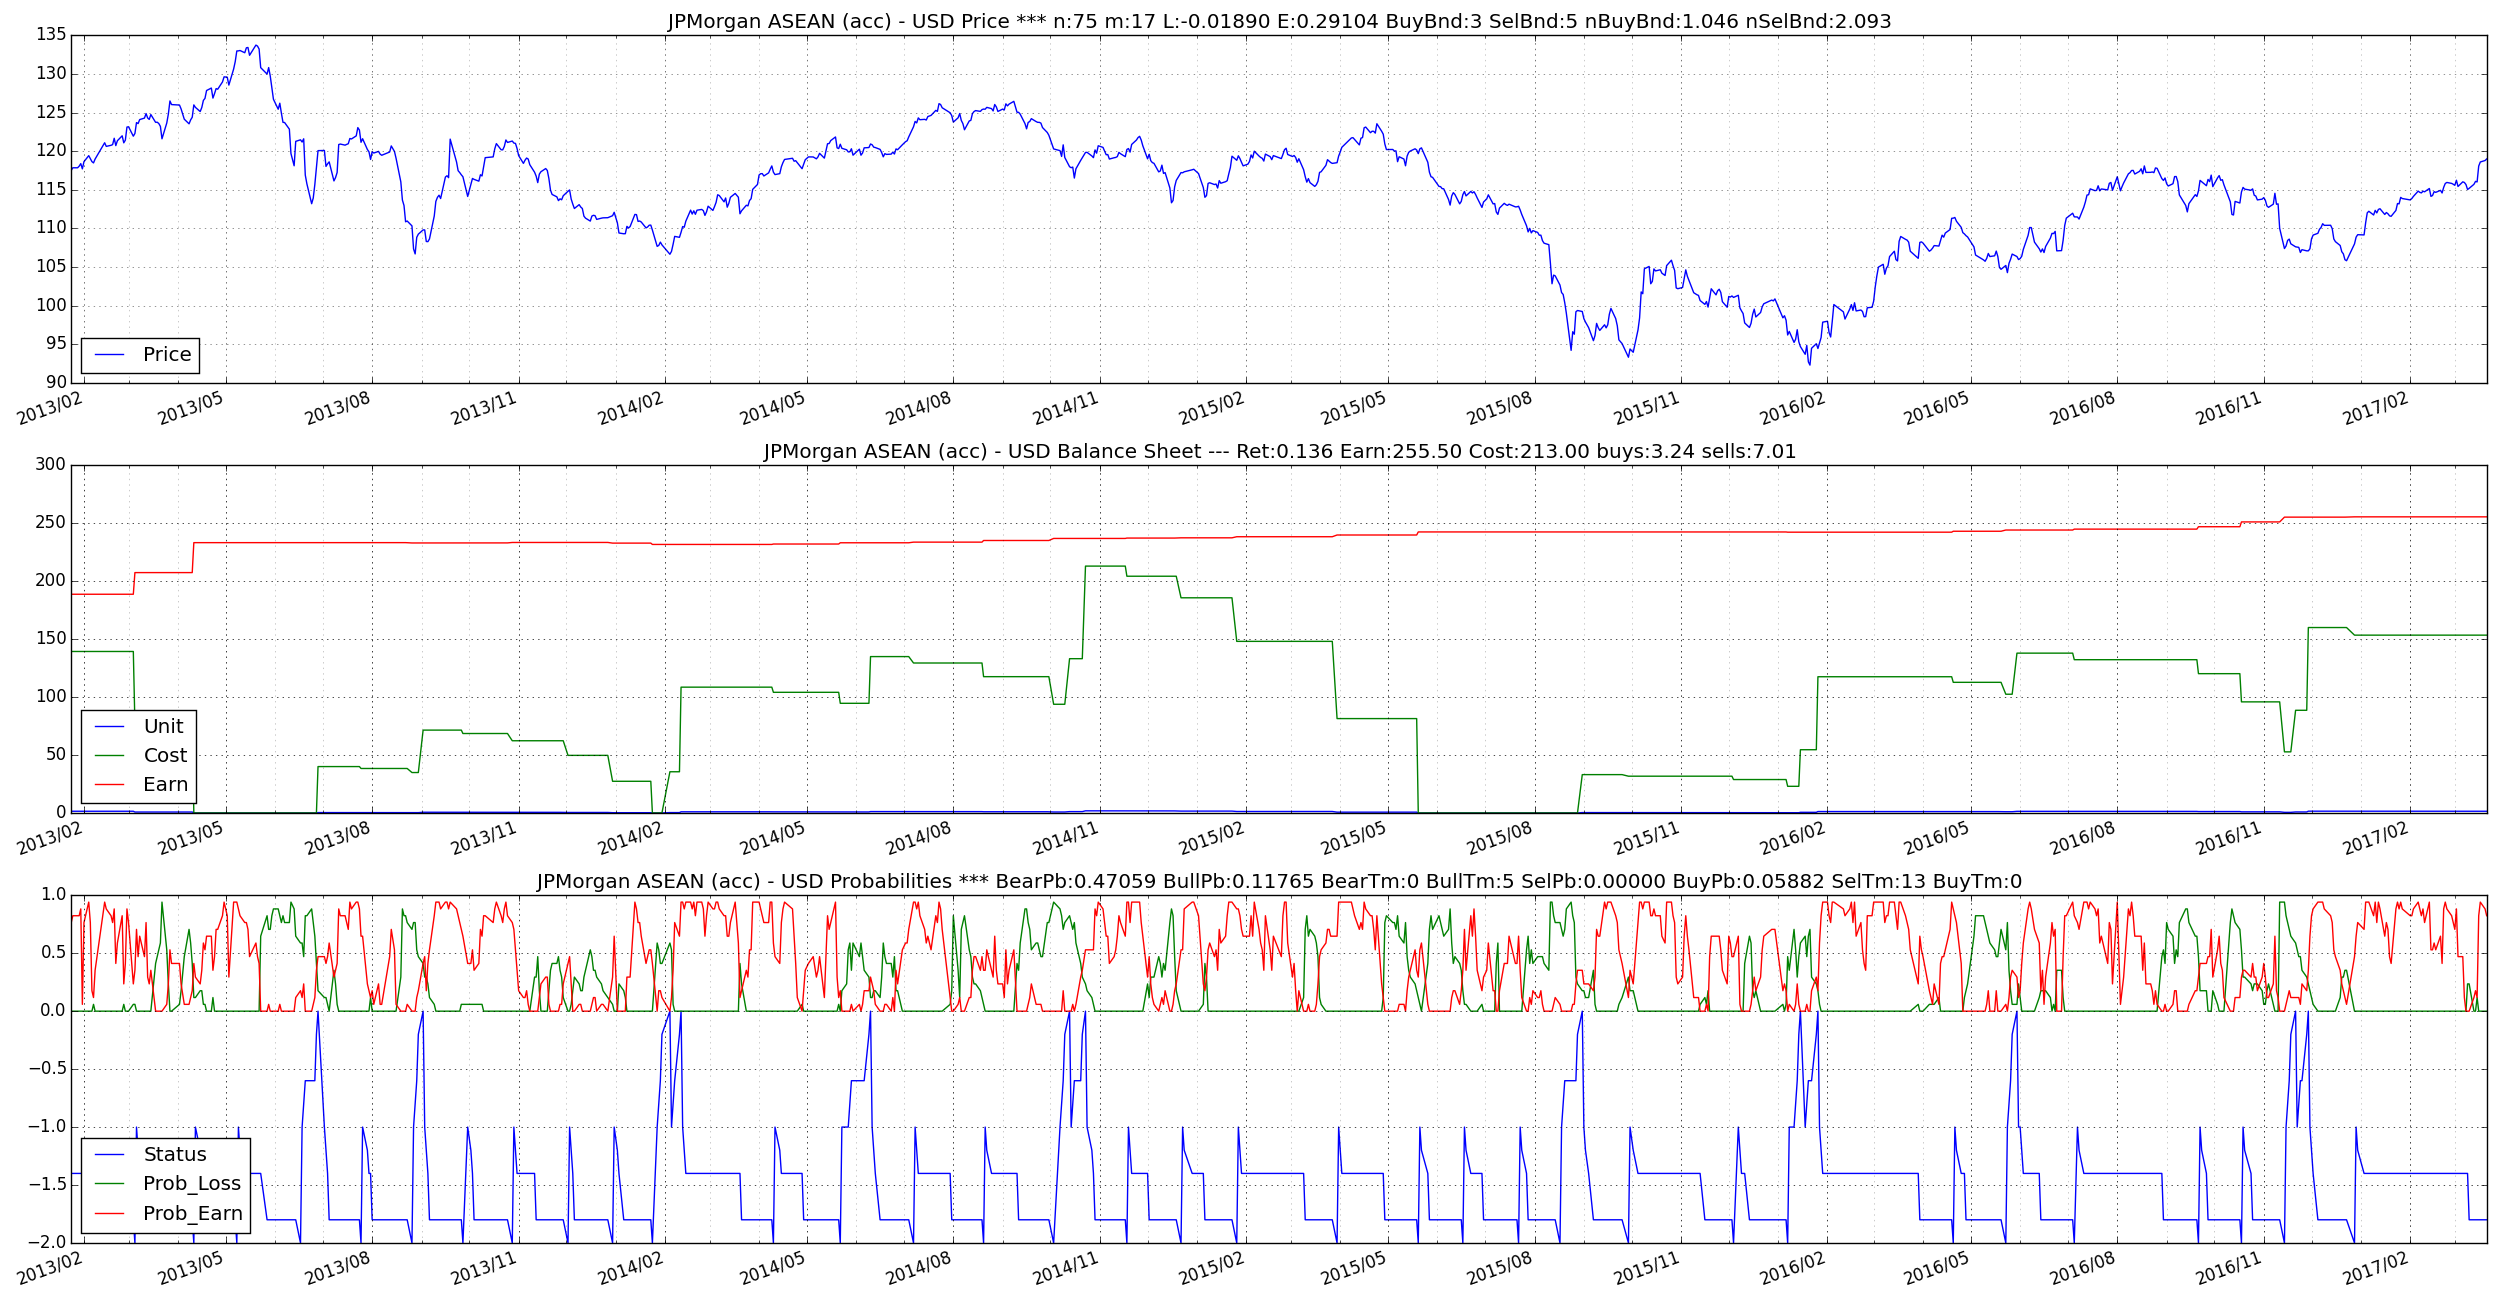 JPMorgan ASEAN (acc) - USD Price *** n:75 m:17 L:-0.01890 E:0.29104 BuyBnd:3 SelBnd:5 nBuyBnd:1.046 nSelBnd:2.093
135
130
125
120
115
110
105
100
95
90
Price
2013/02 2013/05 2013/08 2013/11 2014/02 2014/05 2014/08 2014/11 2015/02 2015/05 2015/08 2015/11 2016/02 2016/05 2016/08 2016/11 2017/02
JPMorgan ASEAN (acc) - USD Balance Sheet --- Ret:0.136 Earn:255.50 Cost:213.00 buys:3.24 sells:7.01
300
250
200
150
100
50
0
Unit
Cost
Earn
2013/02 2013/05 2013/08 2013/11 2014/02 2014/05 2014/08 2014/11 2015/02 2015/05 2015/08 2015/11 2016/02 2016/05 2016/08 2016/11 2017/02
JPMorgan ASEAN (acc) - USD Probabilities *** BearPb:0.47059 BullPb:0.11765 BearTm:0 BullTm:5 SelPb:0.00000 BuyPb:0.05882 SelTm:13 BuyTm:0
1.0
0.5
0.0
−0.5
−1.0
−1.5
−2.0
Status
Prob_Loss
Prob_Earn
2013/02 2013/05 2013/08 2013/11 2014/02 2014/05 2014/08 2014/11 2015/02 2015/05 2015/08 2015/11 2016/02 2016/05 2016/08 2016/11 2017/02